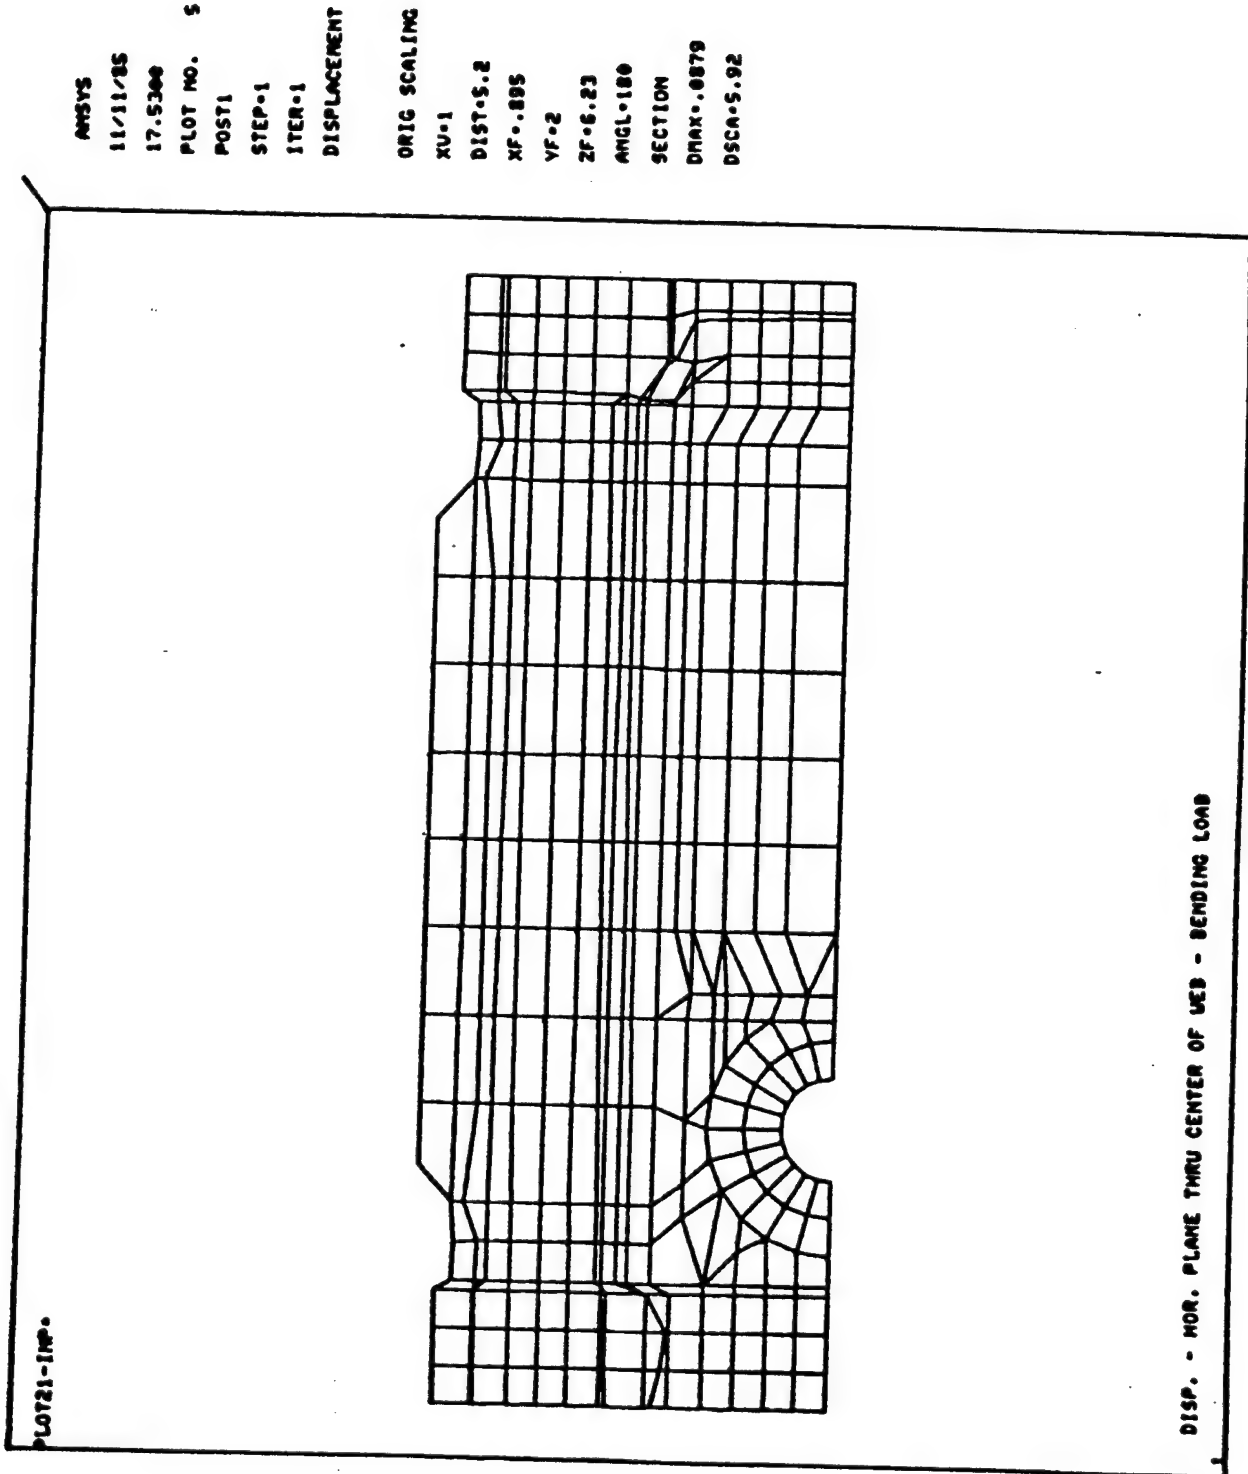 PLOT21-INP=
ANSYS
11/11/85
17.5300
PLOT NO. 5
POST1
STEP=1
ITER=1
DISPLACEMENT
ORIG SCALING
XV=1
DIST=5.2
XF=.895
YF=2
ZF=6.23
ANGL=180
SECTION
DMAX=.0879
DSCA=5.92
DISP. - HOR. PLANE THRU CENTER OF WEB - BENDING LOAD